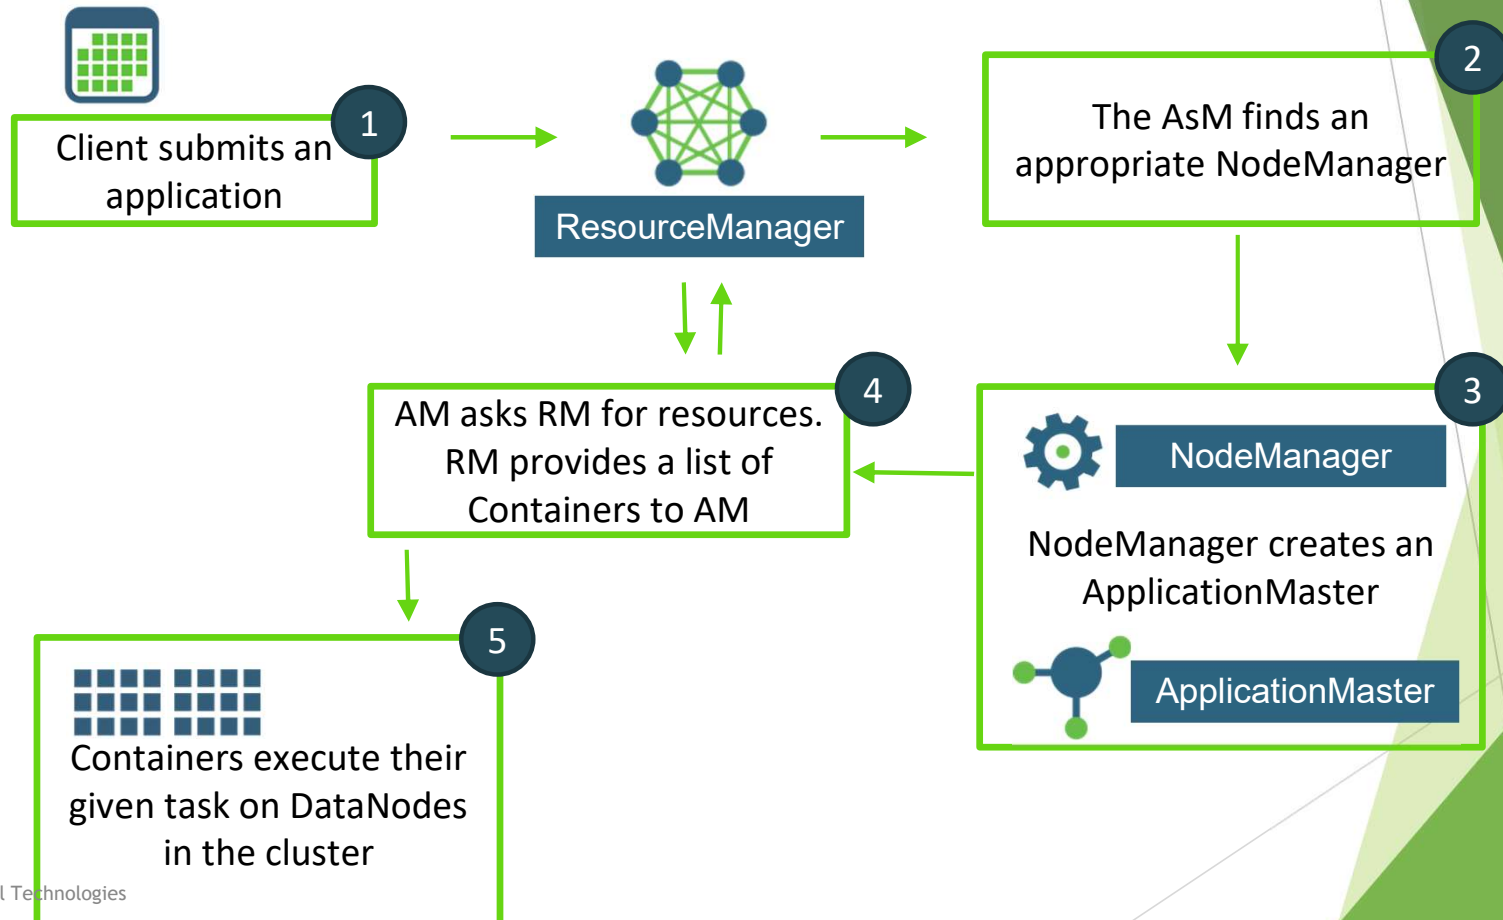 1
Client submits an
application
ResourceManager
2
The AsM finds an
appropriate NodeManager
3
NodeManager
NodeManager creates an
ApplicationMaster
ApplicationMaster
4
AM asks RM for resources.
RM provides a list of
Containers to AM
5
Containers execute their
given task on DataNodes
in the cluster
l Technologies